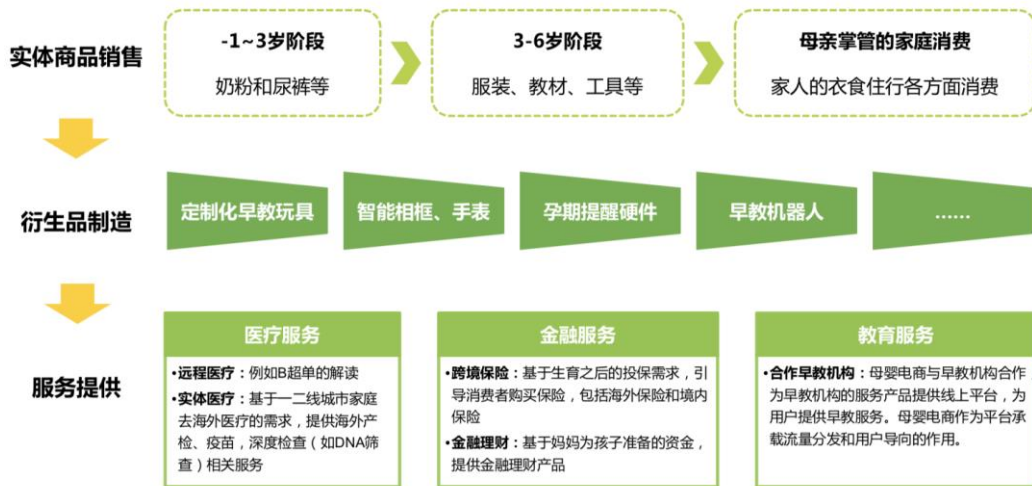 实体商品销售
-1~3岁阶段
奶粉和尿裤等
3-6岁阶段
服装、教材、工具等
母亲掌管的家庭消费
家人的衣食住行各方面消费
衍生品制造
定制化早教玩具
智能相框、手表
孕期提醒硬件
早教机器人
……
服务提供
医疗服务
•远程医疗：例如B超单的解读
•实体医疗：基于一二线城市家庭
去海外医疗的需求，提供海外产
检、疫苗，深度检查（如DNA筛
查）相关服务
金融服务
•跨境保险：基于生育之后的投保需求，引
导消费者购买保险，包括海外保险和境内
保险
•金融理财：基于妈妈为孩子准备的资金，
提供金融理财产品
教育服务
•合作早教机构：母婴电商与早教机构合作
为早教机构的服务产品提供线上平台，为
用户提供早教服务。母婴电商作为平台承
载流量分发和用户导向的作用。